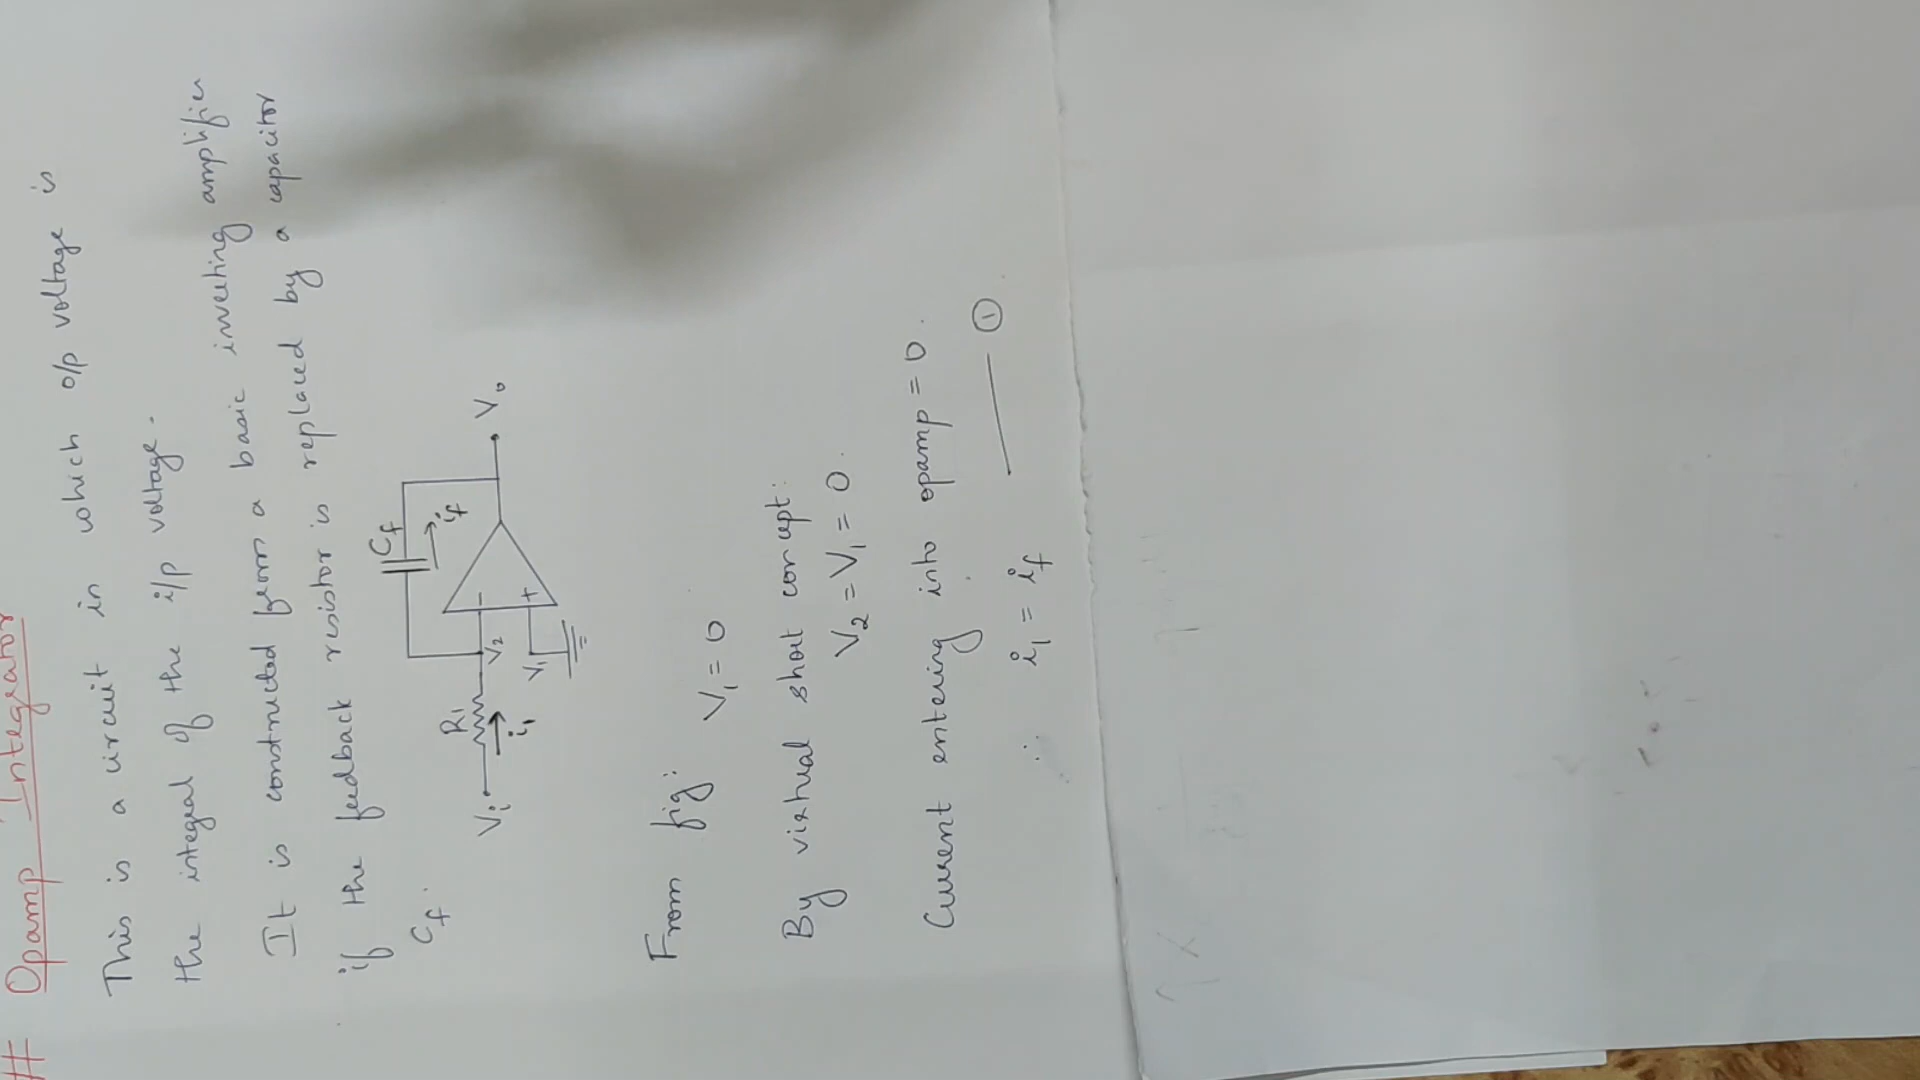 # Opamp Integrator
This is a circuit in which o/p voltage is
the integral of the i/p voltage.
It is constructed from a basic inverting amplifier
if the feedback resistor is replaced by a capacitor
Cf.
Cf
if
R1
Vi
i1
V2
-
+
V1
Vo
From fig:
V1 = 0
By virtual short concept:
V2 = V1 = 0.
Current entering into opamp = 0.
∴ i1 = if —— ①